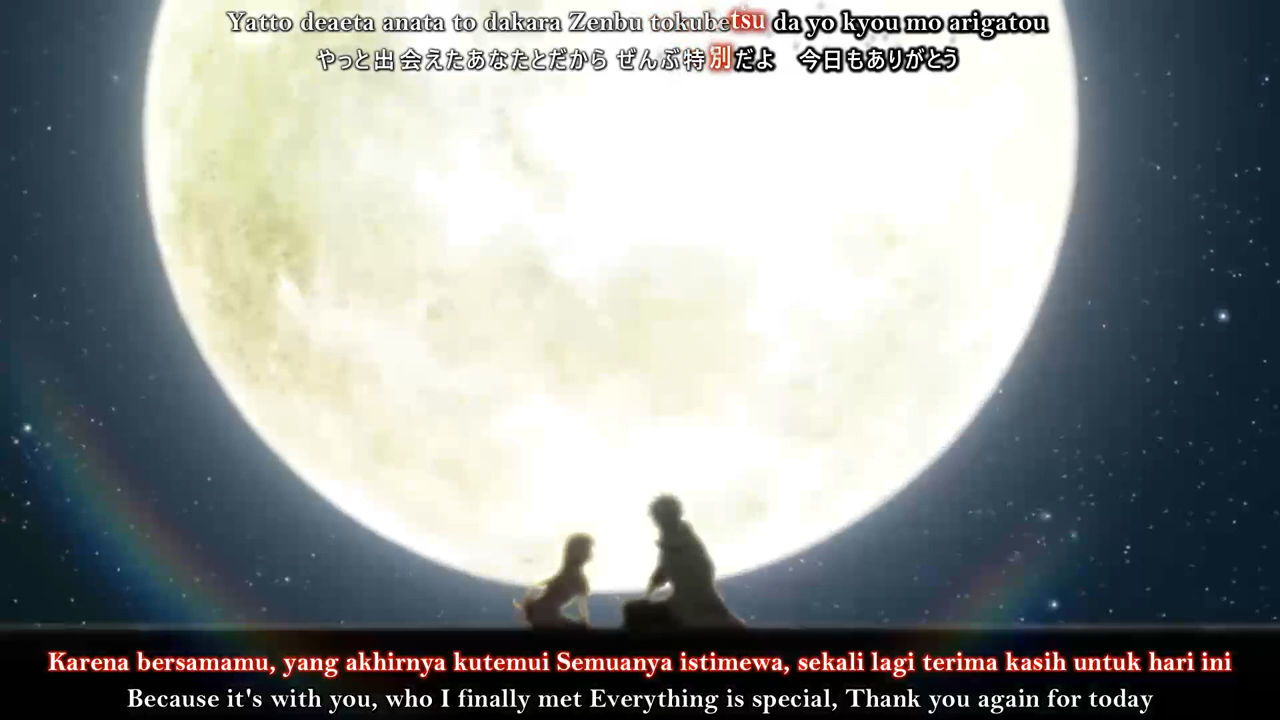 Yatto deaeta anata to dakara Zenbu tokubetsu da yo kyou mo arigatou
やっと出会えたあなたとだから ぜんぶ特別だよ　今日もありがとう
Karena bersamamu, yang akhirnya kutemui Semuanya istimewa, sekali lagi terima kasih untuk hari ini
Because it's with you, who I finally met Everything is special, Thank you again for today